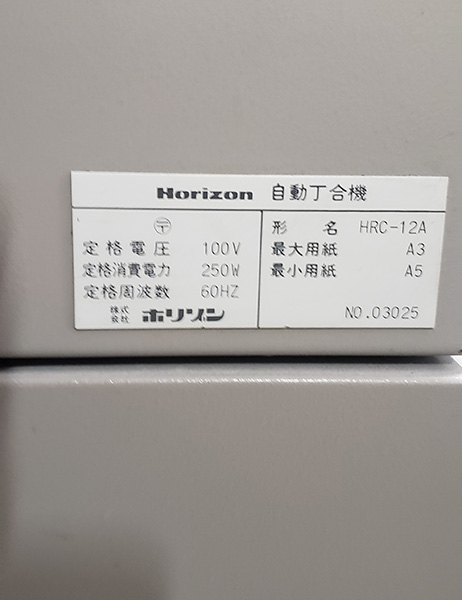 Horizon 自動丁合機
〶
定格電圧 100V
定格消費電力 250W
定格周波数 60HZ
株式会社 ホリゾン
形名 HRC-12A
最大用紙 A3
最小用紙 A5
NO.03025